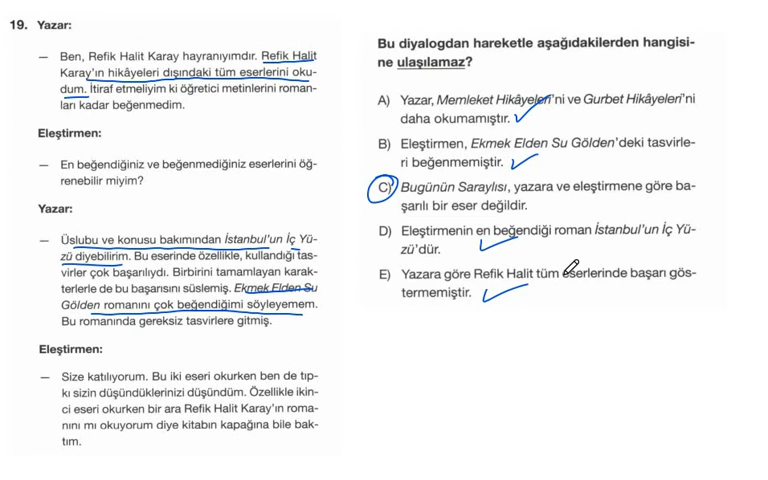 19. Yazar:
— Ben, Refik Halit Karay hayranıyımdır. Refik Halit
Karay'ın hikâyeleri dışındaki tüm eserlerini oku-
dum. İtiraf etmeliyim ki öğretici metinlerini roman-
ları kadar beğenmedim.
Eleştirmen:
— En beğendiğiniz ve beğenmediğiniz eserlerini öğ-
renebilir miyim?
Yazar:
— Üslubu ve konusu bakımından İstanbul'un İç Yü-
zü diyebilirim. Bu eserinde özellikle, kullandığı tas-
virler çok başarılıydı. Birbirini tamamlayan karak-
terlerle de bu başarısını süslemiş. Ekmek Elden Su
Gölden romanını çok beğendiğimi söyleyemem.
Bu romanında gereksiz tasvirlere gitmiş.
Eleştirmen:
— Size katılıyorum. Bu iki eseri okurken ben de tıp-
kı sizin düşündüklerinizi düşündüm. Özellikle ikin-
ci eseri okurken bir ara Refik Halit Karay'ın roma-
nını mı okuyorum diye kitabın kapağına bile bak-
tım.
Bu diyalogdan hareketle aşağıdakilerden hangisi-
ne ulaşılamaz?
A) Yazar, Memleket Hikâyeleri'ni ve Gurbet Hikâyeleri'ni
daha okumamıştır.
B) Eleştirmen, Ekmek Elden Su Gölden'deki tasvirle-
ri beğenmemiştir.
C) Bugünün Saraylısı, yazara ve eleştirmene göre ba-
şarılı bir eser değildir.
D) Eleştirmenin en beğendiği roman İstanbul'un İç Yü-
zü'dür.
E) Yazara göre Refik Halit tüm eserlerinde başarı gös-
termemiştir.